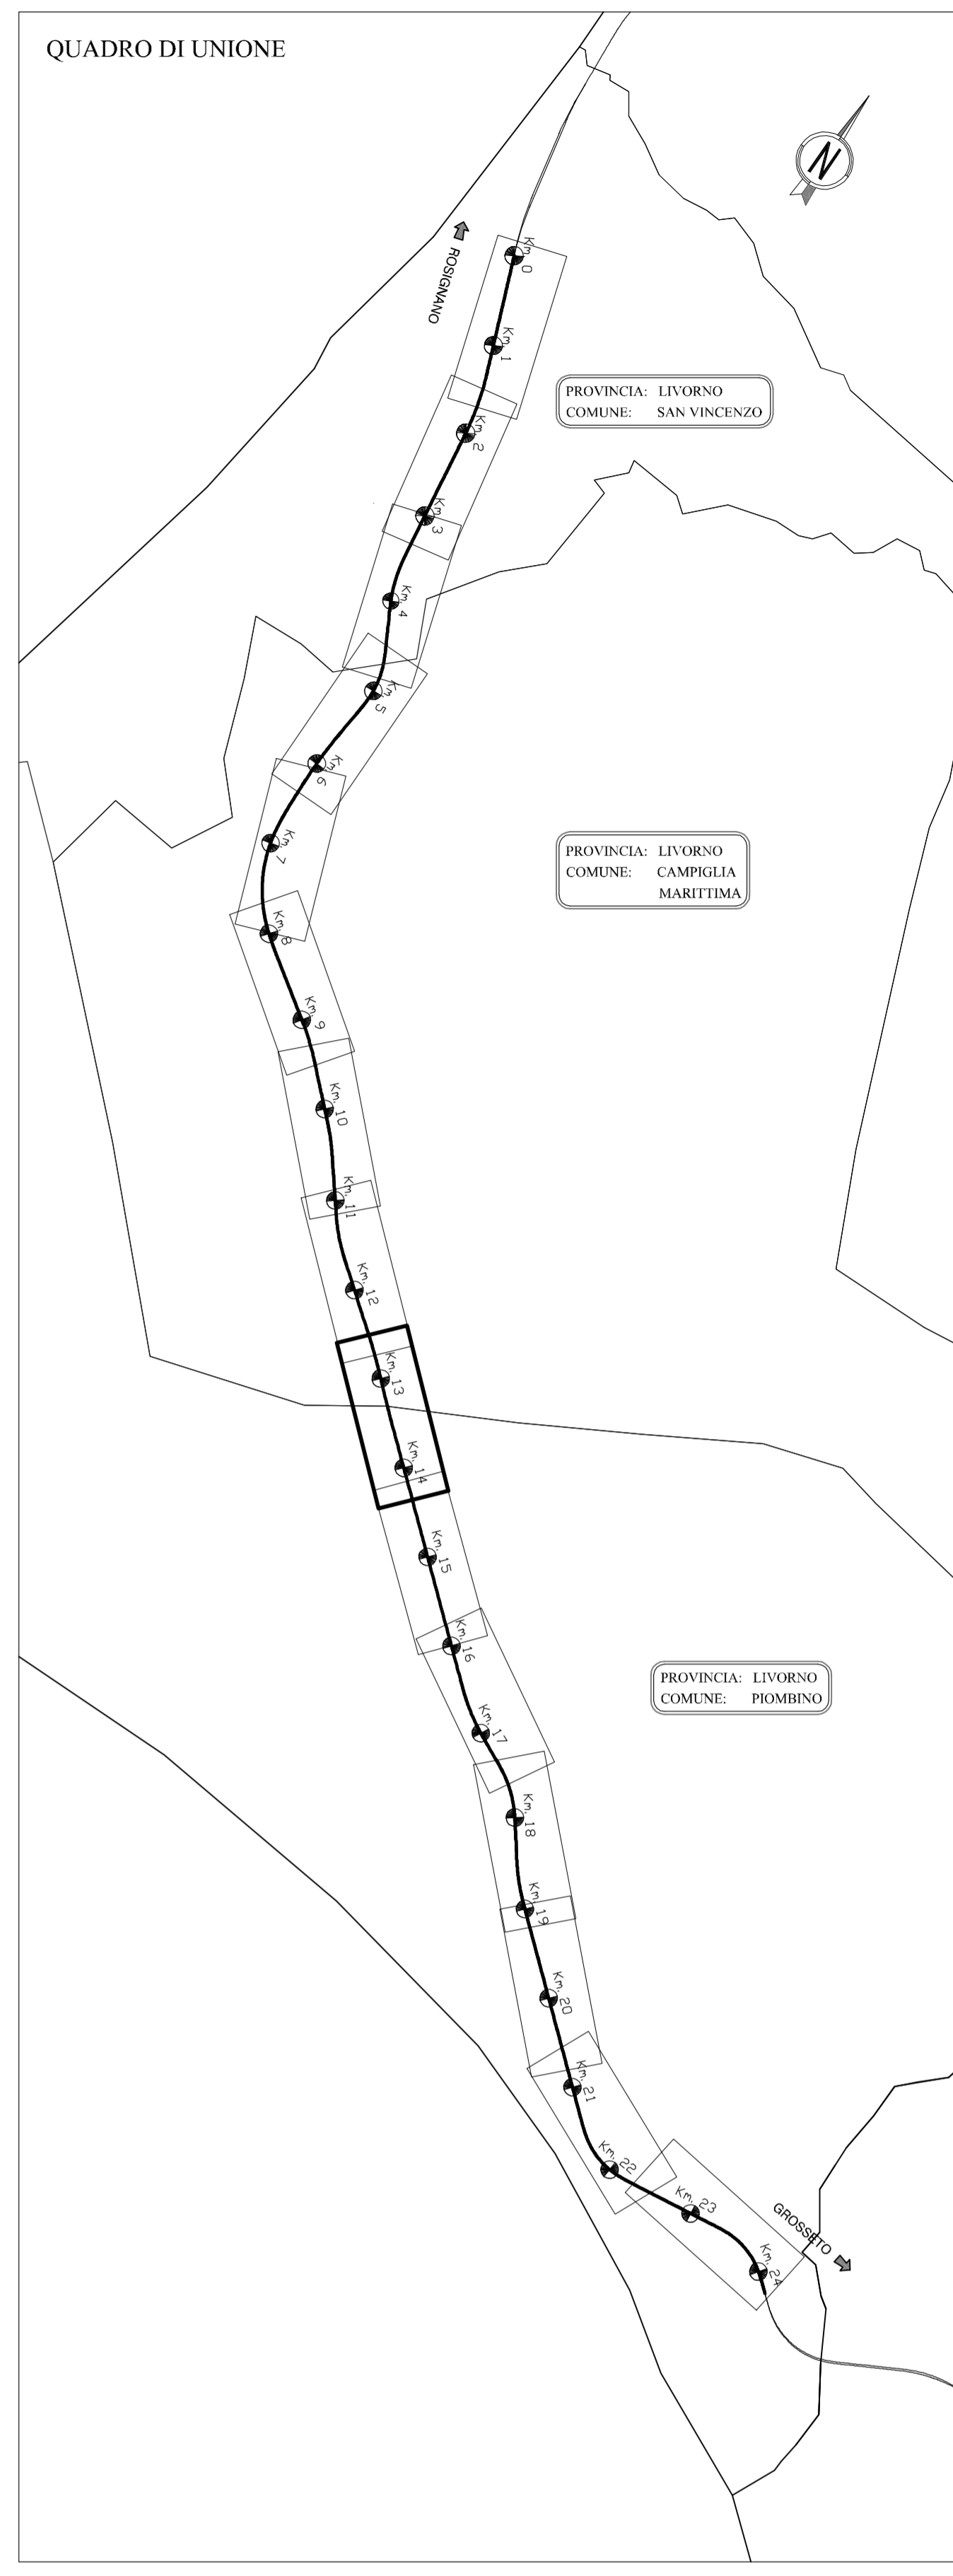 QUADRO DI UNIONE
N
ROSIGNANO
Km. 0
Km. 1
PROVINCIA: LIVORNO
COMUNE: SAN VINCENZO
Km. 2
Km. 3
Km. 4
Km. 5
Km. 6
Km. 7
PROVINCIA: LIVORNO
COMUNE: CAMPIGLIA
MARITTIMA
Km. 8
Km. 9
Km. 10
Km. 11
Km. 12
Km. 13
Km. 14
Km. 15
Km. 16
PROVINCIA: LIVORNO
COMUNE: PIOMBINO
Km. 17
Km. 18
Km. 19
Km. 20
Km. 21
Km. 22
Km. 23
GROSSETO
Km. 24